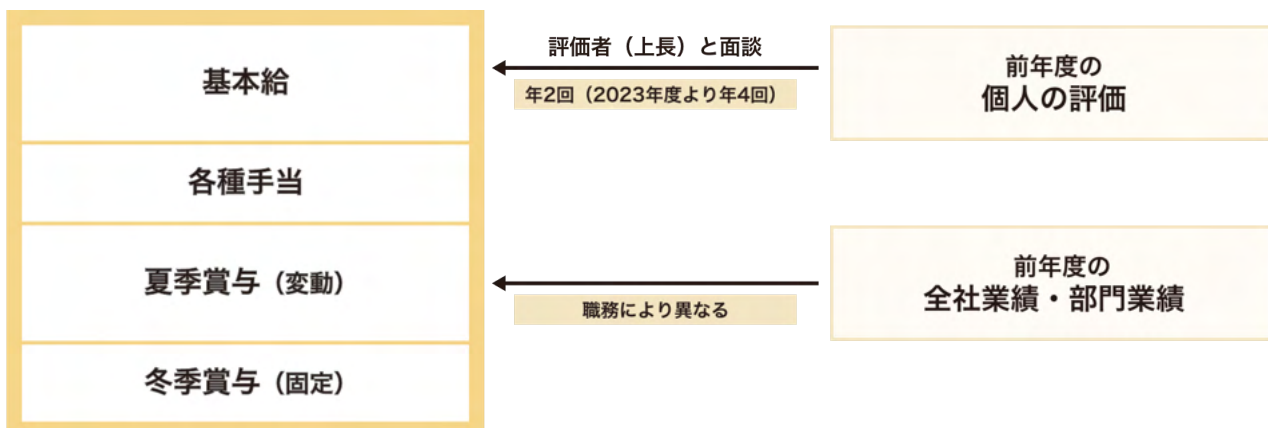 基本給
各種手当
夏季賞与（変動）
冬季賞与（固定）
評価者（上長）と面談
年2回（2023年度より年4回）
職務により異なる
前年度の
個人の評価
前年度の
全社業績・部門業績